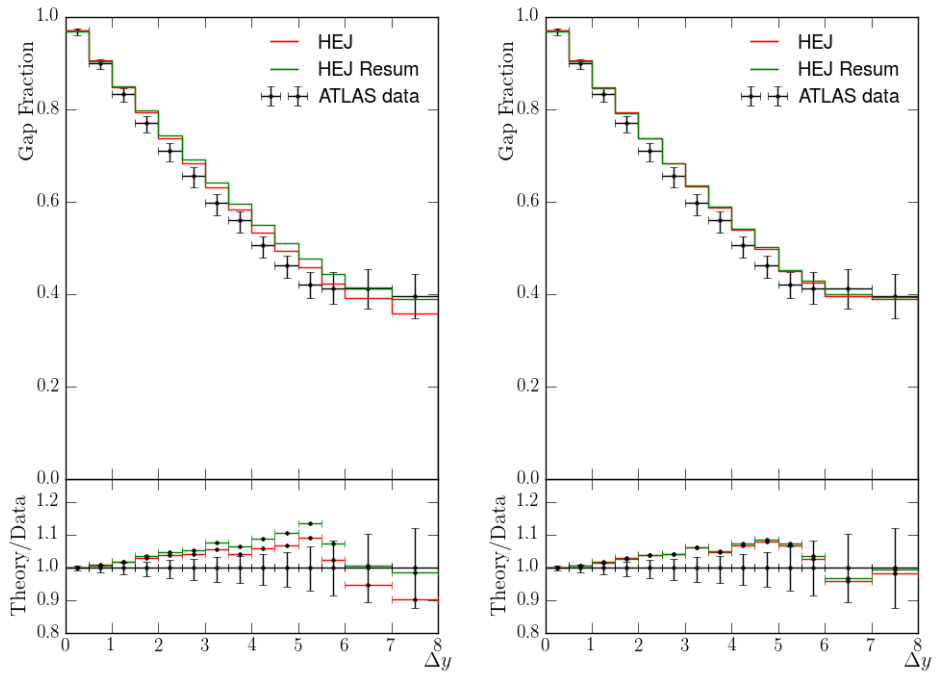 1.0
0.8
0.6
0.4
0.2
0.0
Gap Fraction
HEJ
HEJ Resum
ATLAS data
1.2
1.1
1.0
0.9
0.8
Theory/Data
0 1 2 3 4 5 6 7 8
Δy
1.0
0.8
0.6
0.4
0.2
0.0
Gap Fraction
HEJ
HEJ Resum
ATLAS data
1.2
1.1
1.0
0.9
0.8
Theory/Data
0 1 2 3 4 5 6 7 8
Δy